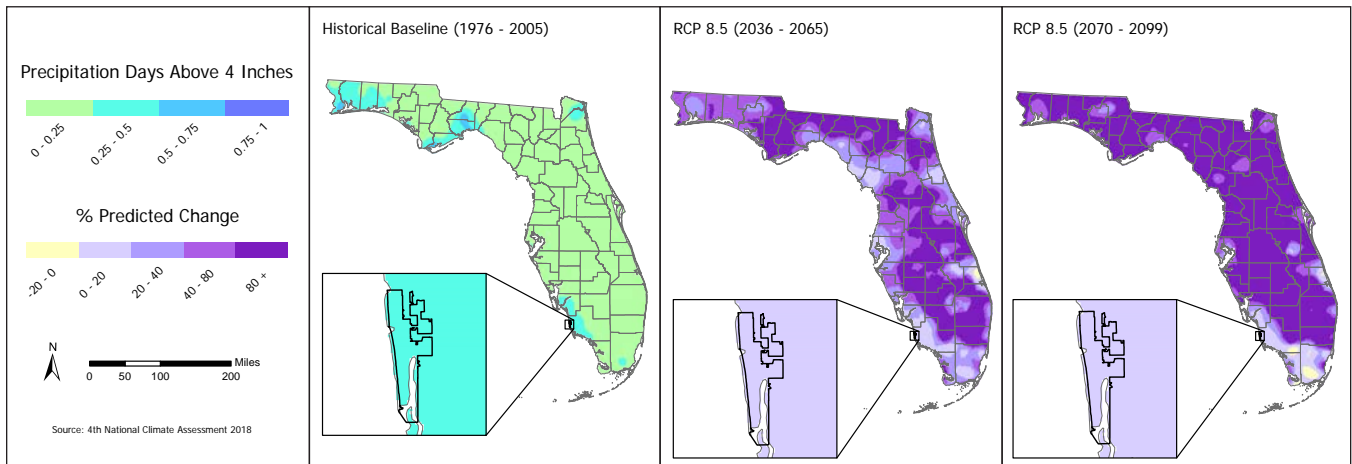 Precipitation Days Above 4 Inches
0 - 0.25
0.25 - 0.5
0.5 - 0.75
0.75 - 1
% Predicted Change
-20 - 0
0 - 20
20 - 40
40 - 80
80 +
N
Miles
0 50 100 200
Source: 4th National Climate Assessment 2018
Historical Baseline (1976 - 2005)
RCP 8.5 (2036 - 2065)
RCP 8.5 (2070 - 2099)